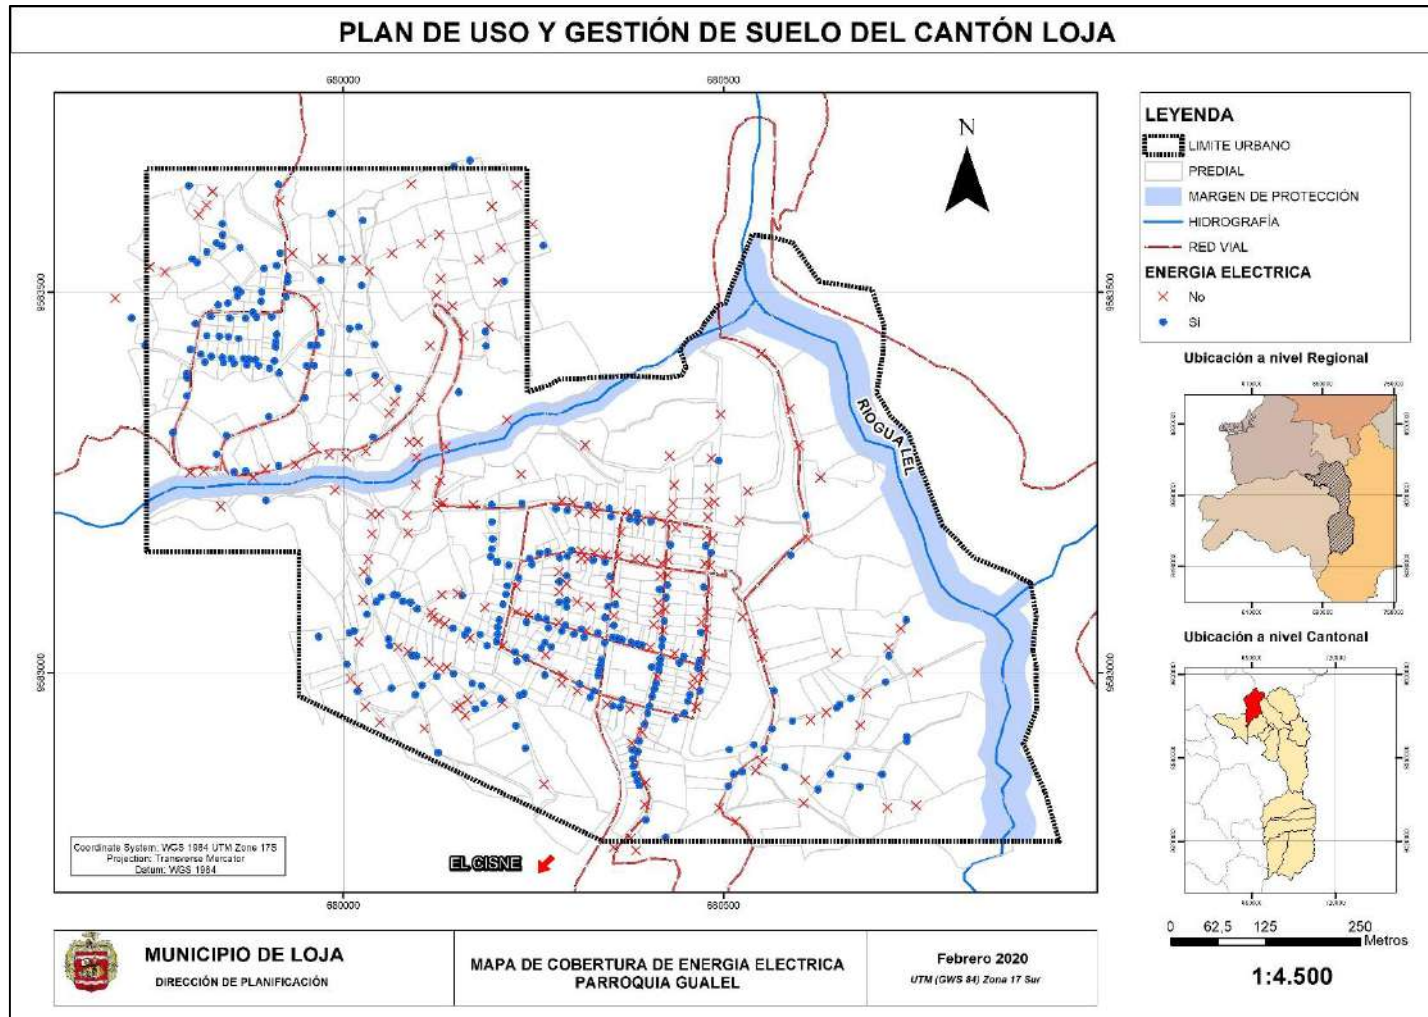 PLAN DE USO Y GESTIÓN DE SUELO DEL CANTÓN LOJA
680000
680500
N
9583500
9583500
RIO GUALEL
9583000
9583000
Coordinate System: WGS 1984 UTM Zone 17S
Projection: Transverse Mercator
Datum: WGS 1984
EL CISNE
680000
680500
LEYENDA
LIMITE URBANO
PREDIAL
MARGEN DE PROTECCIÓN
HIDROGRAFÍA
RED VIAL
ENERGIA ELECTRICA
No
Si
Ubicación a nivel Regional
Ubicación a nivel Cantonal
0 62,5 125 250
Metros
1:4.500
MUNICIPIO DE LOJA
DIRECCIÓN DE PLANIFICACIÓN
MAPA DE COBERTURA DE ENERGIA ELECTRICA
PARROQUIA GUALEL
Febrero 2020
UTM (GWS 84) Zona 17 Sur